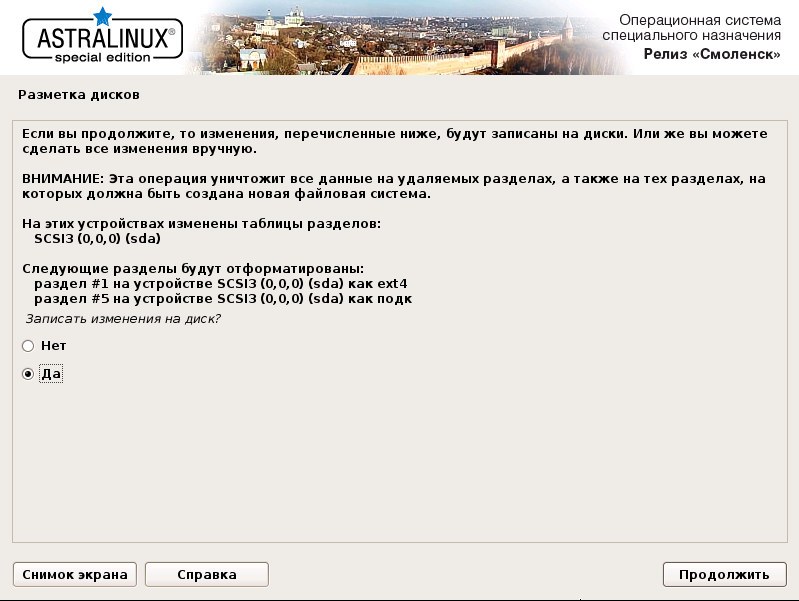 ASTRALINUX®
special edition
Операционная система
специального назначения
Релиз «Смоленск»
Разметка дисков
Если вы продолжите, то изменения, перечисленные ниже, будут записаны на диски. Или же вы можете
сделать все изменения вручную.
ВНИМАНИЕ: Эта операция уничтожит все данные на удаляемых разделах, а также на тех разделах, на
которых должна быть создана новая файловая система.
На этих устройствах изменены таблицы разделов:
SCSI3 (0,0,0) (sda)
Следующие разделы будут отформатированы:
раздел #1 на устройстве SCSI3 (0,0,0) (sda) как ext4
раздел #5 на устройстве SCSI3 (0,0,0) (sda) как подк
Записать изменения на диск?
Нет
Да
Снимок экрана
Справка
Продолжить